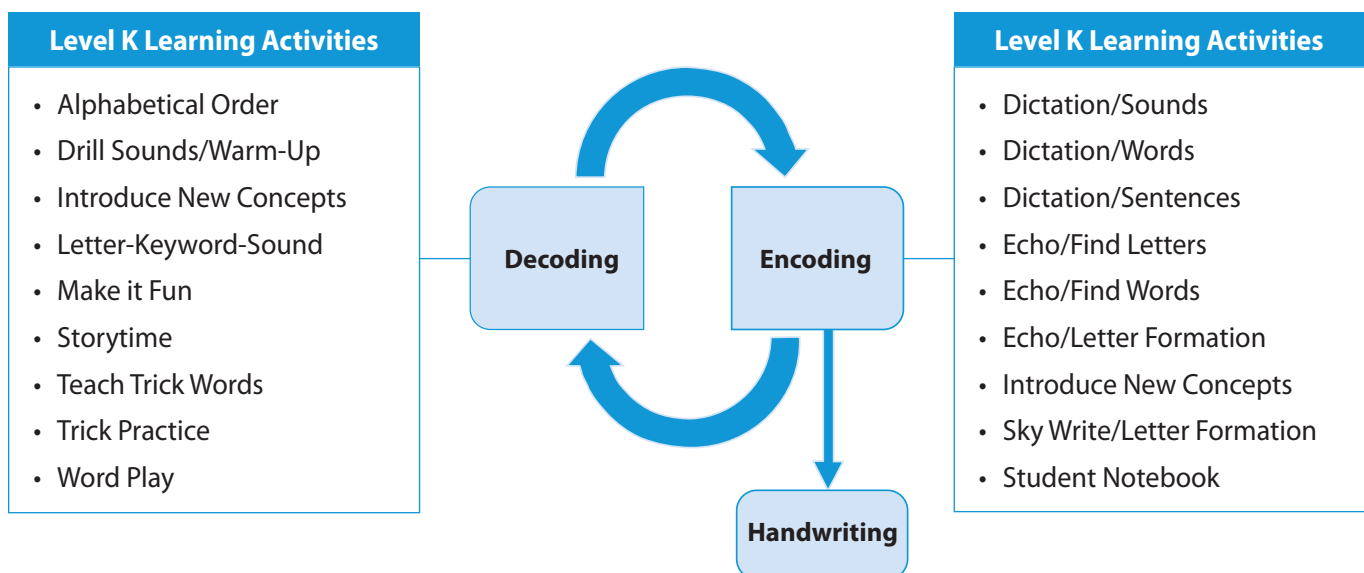 Level K Learning Activities
• Alphabetical Order
• Drill Sounds/Warm-Up
• Introduce New Concepts
• Letter-Keyword-Sound
• Make it Fun
• Storytime
• Teach Trick Words
• Trick Practice
• Word Play
Decoding
Encoding
Handwriting
Level K Learning Activities
• Dictation/Sounds
• Dictation/Words
• Dictation/Sentences
• Echo/Find Letters
• Echo/Find Words
• Echo/Letter Formation
• Introduce New Concepts
• Sky Write/Letter Formation
• Student Notebook